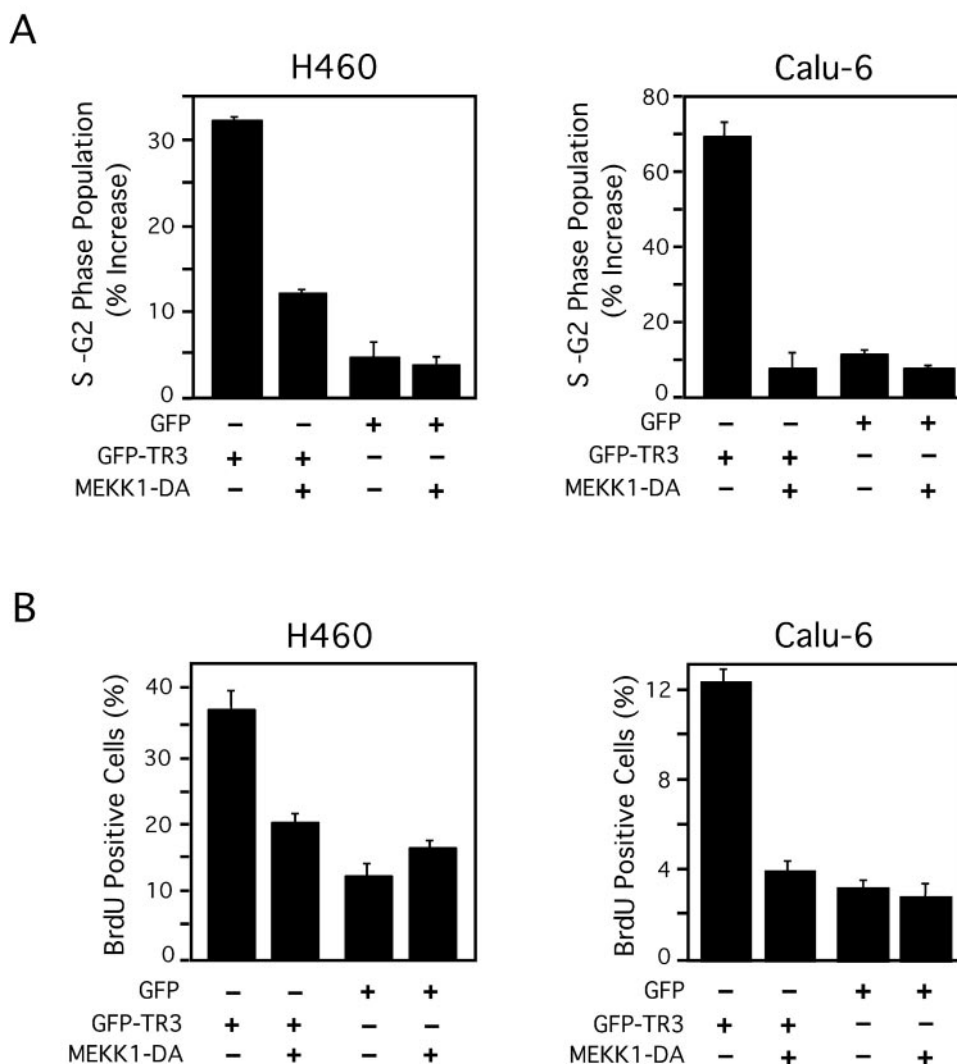 A
H460
S -G2 Phase Population
(% Increase)
30
20
10
0
GFP – – + +
GFP-TR3 + + – –
MEKK1-DA – + – +
Calu-6
S -G2 Phase Population
(% Increase)
80
60
40
20
0
GFP – – + +
GFP-TR3 + + – –
MEKK1-DA – + – +
B
H460
BrdU Positive Cells (%)
40
30
20
10
0
GFP – – + +
GFP-TR3 + + – –
MEKK1-DA – + – +
Calu-6
BrdU Positive Cells (%)
12
8
4
0
GFP – – + +
GFP-TR3 + + – –
MEKK1-DA – + – +